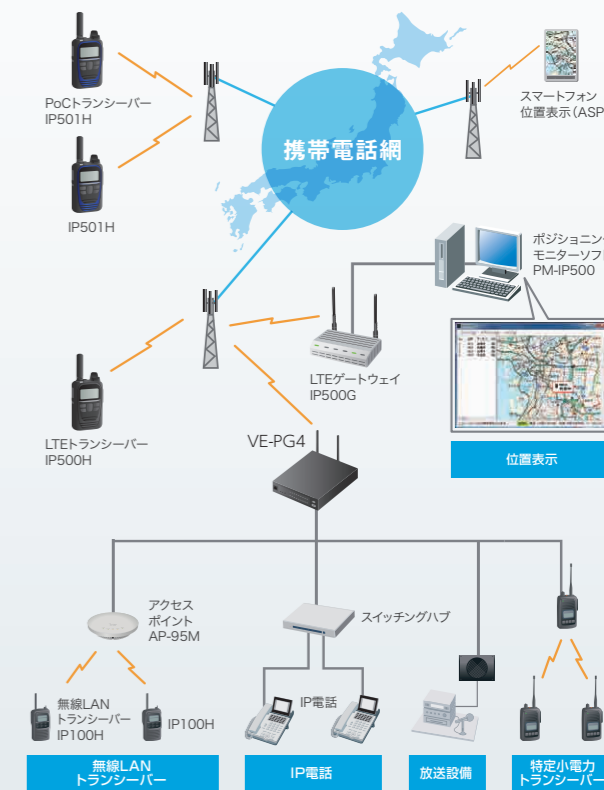 PoCトランシーバー
IP501H
IP501H
携帯電話網
スマートフォン
位置表示(ASP
ポジショニング
モニターソフト
PM-IP500
LTEゲートウェイ
IP500G
LTEトランシーバー
IP500H
VE-PG4
位置表示
アクセス
ポイント
AP-95M
スイッチングハブ
無線LAN
トランシーバー
IP100H
IP100H
IP電話
無線LAN
トランシーバー
IP電話
放送設備
特定小電力
トランシーバー